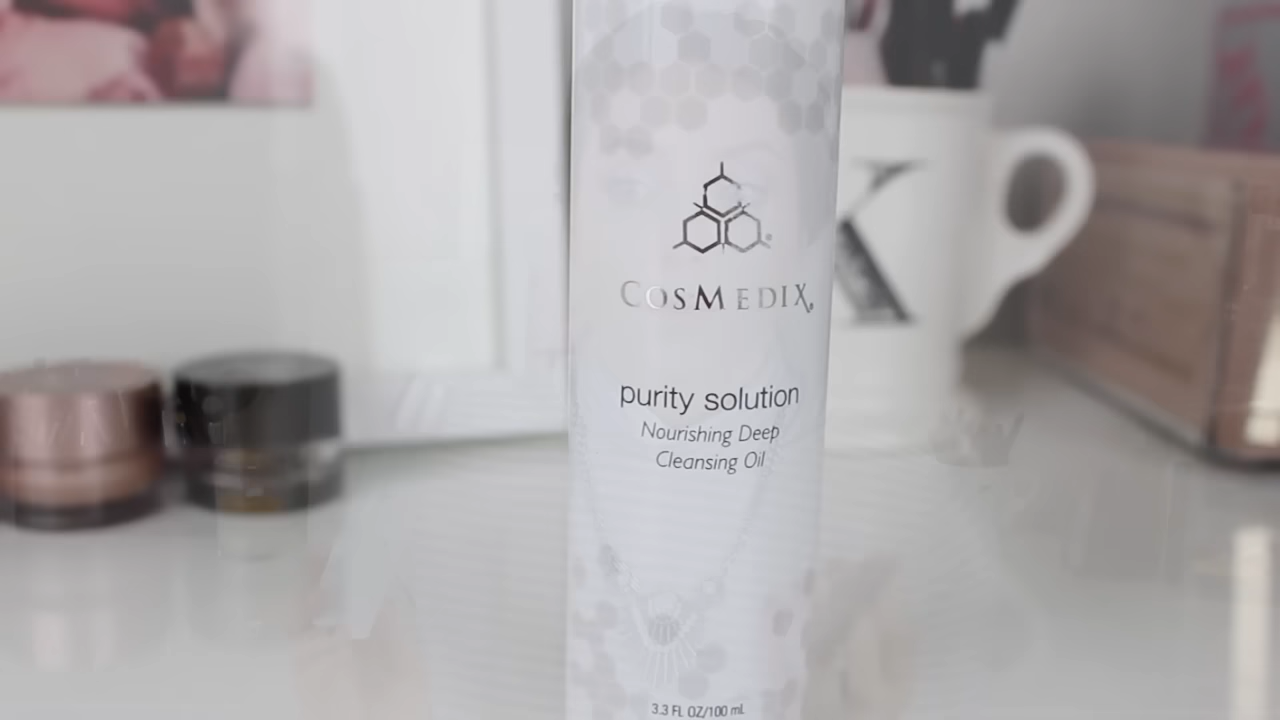 COSMEDIX
purity solution
Nourishing Deep
Cleansing Oil
3.3 FL OZ/100 mL
K